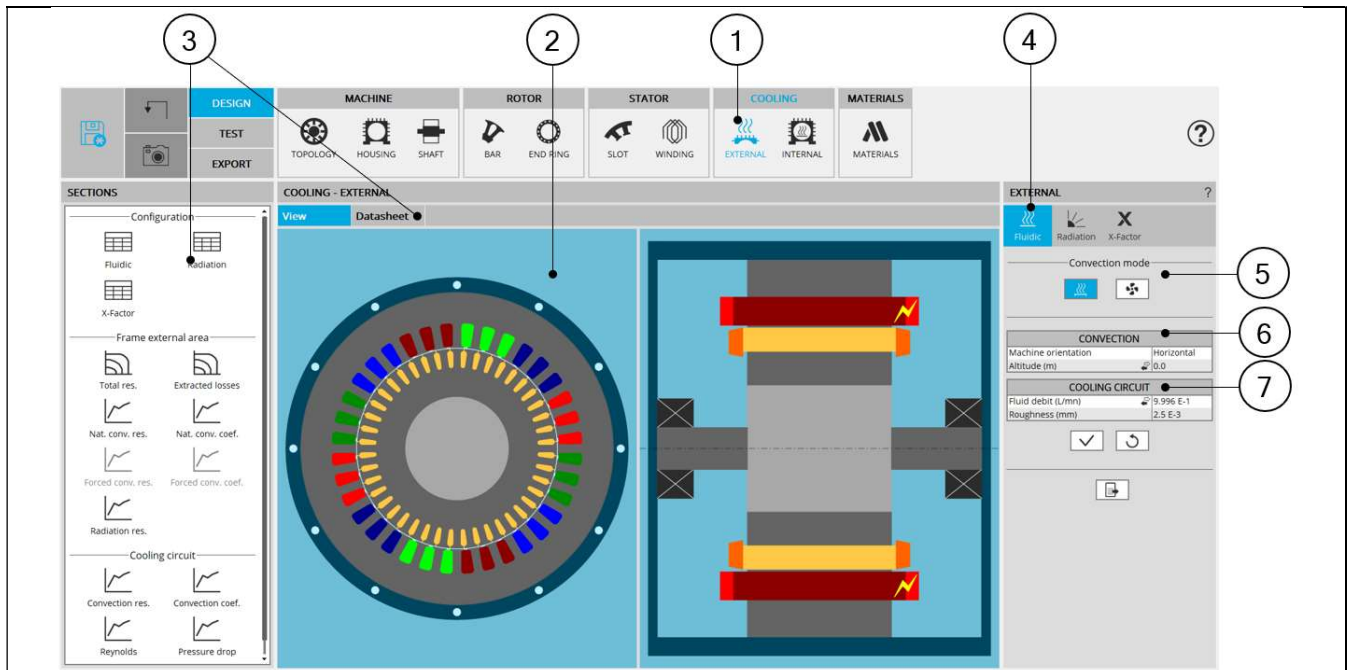 3 2 1 4
DESIGN
TEST
EXPORT
MACHINE ROTOR STATOR COOLING MATERIALS
TOPOLOGY HOUSING SHAFT BAR END RING SLOT WINDING EXTERNAL INTERNAL MATERIALS
?
SECTIONS
Configuration
Fluidic Radiation
X-Factor
Frame external area
Total res. Extracted losses
Nat. conv. res. Nat. conv. coef.
Forced conv. res. Forced conv. coef.
Radiation res.
Cooling circuit
Convection res. Convection coef.
Reynolds Pressure drop
COOLING - EXTERNAL
View Datasheet
EXTERNAL ?
Fluidic Radiation X-Factor
Convection mode
5
6
CONVECTION
Machine orientation Horizontal
Altitude (m) 0.0
7
COOLING CIRCUIT
Fluid debit (L/mn) 9.996 E-1
Roughness (mm) 2.5 E-3